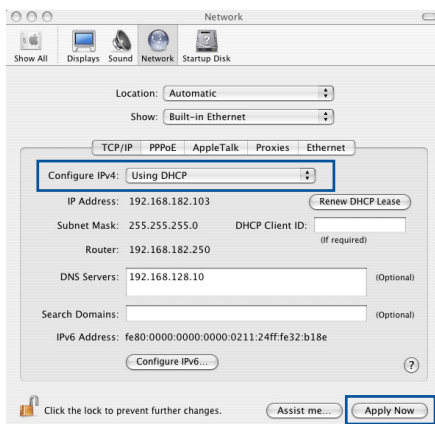 Network
Show All Displays Sound Network Startup Disk
Location: Automatic
Show: Built-in Ethernet
TCP/IP PPPoE AppleTalk Proxies Ethernet
Configure IPv4: Using DHCP
IP Address: 192.168.182.103 Renew DHCP Lease
Subnet Mask: 255.255.255.0 DHCP Client ID:
(If required)
Router: 192.168.182.250
DNS Servers: 192.168.128.10 (Optional)
Search Domains: (Optional)
IPv6 Address: fe80:0000:0000:0000:0211:24ff:fe32:b18e
Configure IPv6... ?
Click the lock to prevent further changes. Assist me... Apply Now